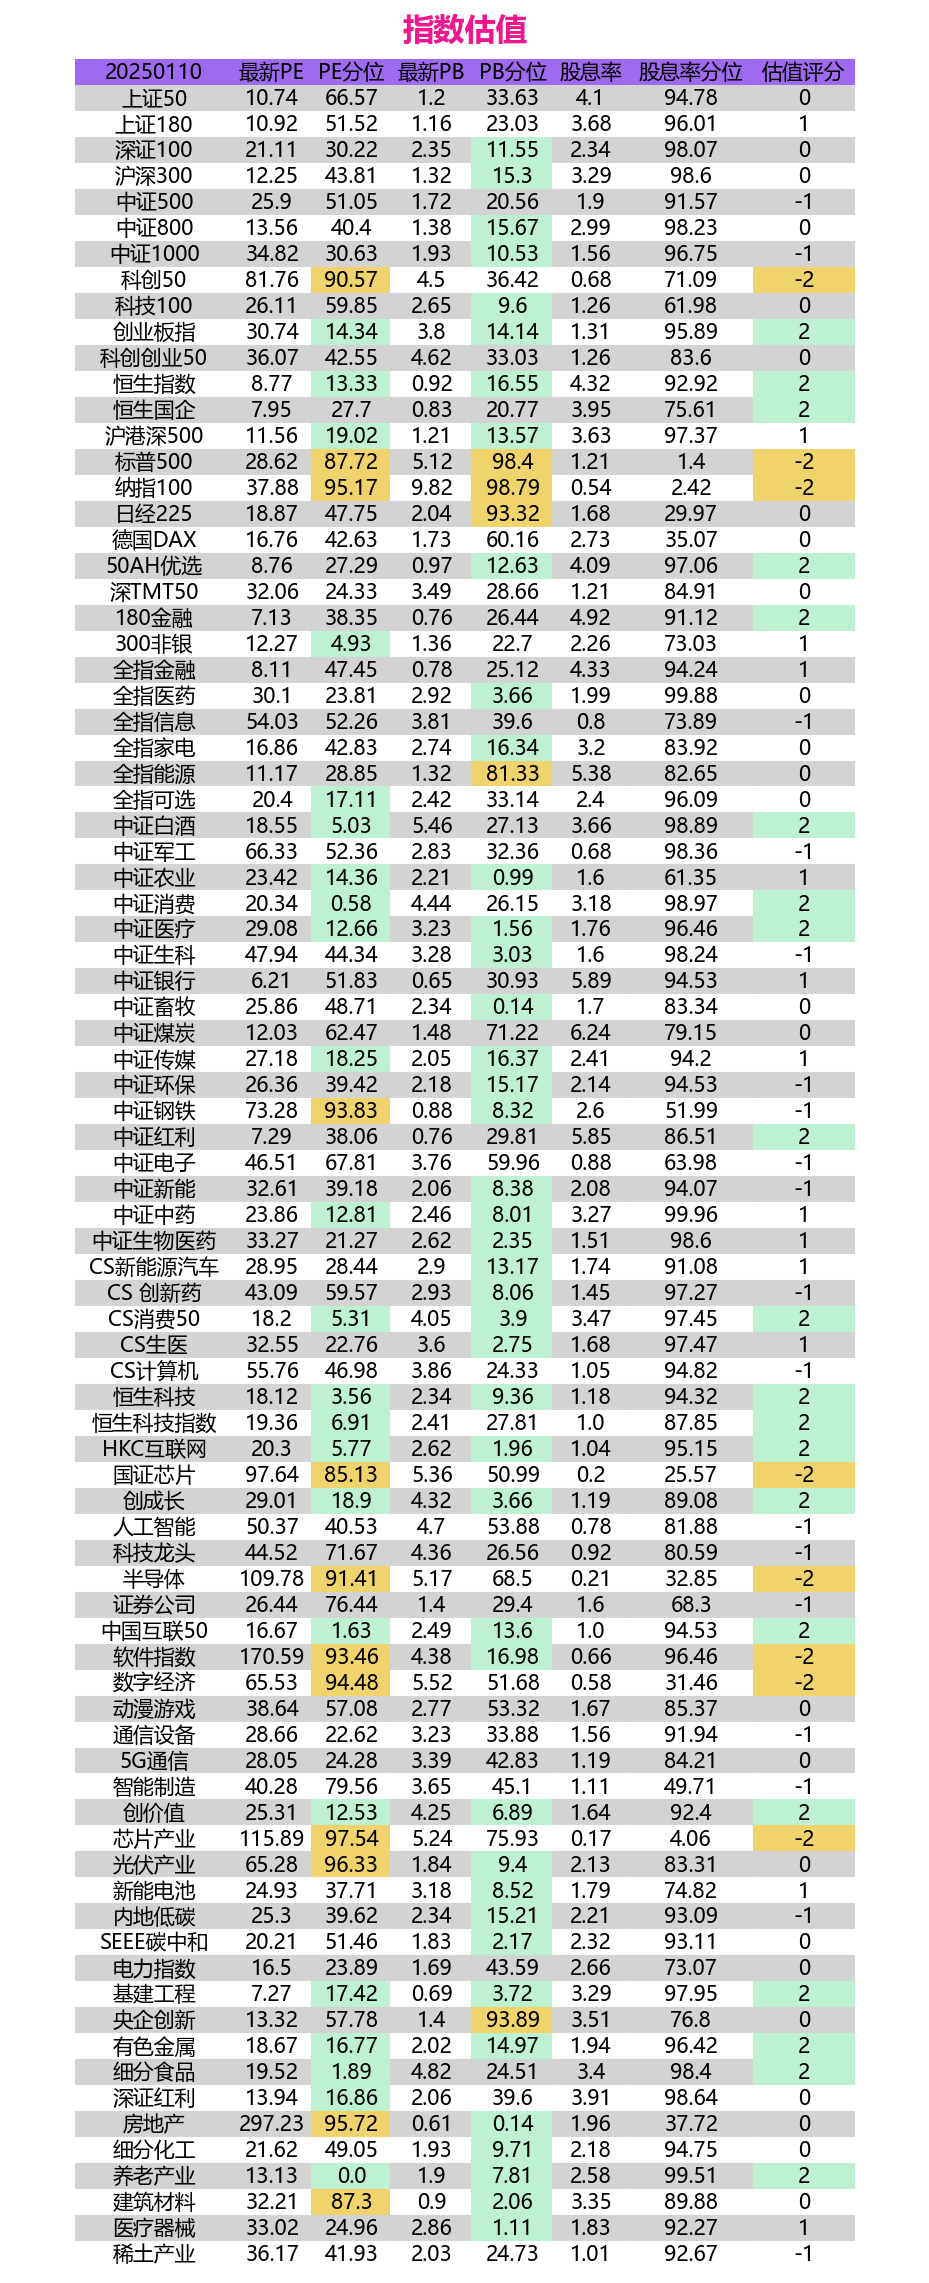 指数估值
20250110 最新PE PE分位 最新PB PB分位 股息率 股息率分位 估值评分
上证50 10.74 66.57 1.2 33.63 4.1 94.78 0
上证180 10.92 51.52 1.16 23.03 3.68 96.01 1
深证100 21.11 30.22 2.35 11.55 2.34 98.07 0
沪深300 12.25 43.81 1.32 15.3 3.29 98.6 0
中证500 25.9 51.05 1.72 20.56 1.9 91.57 -1
中证800 13.56 40.4 1.38 15.67 2.99 98.23 0
中证1000 34.82 30.63 1.93 10.53 1.56 96.75 -1
科创50 81.76 90.57 4.5 36.42 0.68 71.09 -2
科技100 26.11 59.85 2.65 9.6 1.26 61.98 0
创业板指 30.74 14.34 3.8 14.14 1.31 95.89 2
科创创业50 36.07 42.55 4.62 33.03 1.26 83.6 0
恒生指数 8.77 13.33 0.92 16.55 4.32 92.92 2
恒生国企 7.95 27.7 0.83 20.77 3.95 75.61 2
沪港深500 11.56 19.02 1.21 13.57 3.63 97.37 1
标普500 28.62 87.72 5.12 98.4 1.21 1.4 -2
纳指100 37.88 95.17 9.82 98.79 0.54 2.42 -2
日经225 18.87 47.75 2.04 93.32 1.68 29.97 0
德国DAX 16.76 42.63 1.73 60.16 2.73 35.07 0
50AH优选 8.76 27.29 0.97 12.63 4.09 97.06 2
深TMT50 32.06 24.33 3.49 28.66 1.21 84.91 0
180金融 7.13 38.35 0.76 26.44 4.92 91.12 2
300非银 12.27 4.93 1.36 22.7 2.26 73.03 1
全指金融 8.11 47.45 0.78 25.12 4.33 94.24 1
全指医药 30.1 23.81 2.92 3.66 1.99 99.88 0
全指信息 54.03 52.26 3.81 39.6 0.8 73.89 -1
全指家电 16.86 42.83 2.74 16.34 3.2 83.92 0
全指能源 11.17 28.85 1.32 81.33 5.38 82.65 0
全指可选 20.4 17.11 2.42 33.14 2.4 96.09 0
中证白酒 18.55 5.03 5.46 27.13 3.66 98.89 2
中证军工 66.33 52.36 2.83 32.36 0.68 98.36 -1
中证农业 23.42 14.36 2.21 0.99 1.6 61.35 1
中证消费 20.34 0.58 4.44 26.15 3.18 98.97 2
中证医疗 29.08 12.66 3.23 1.56 1.76 96.46 2
中证生科 47.94 44.34 3.28 3.03 1.6 98.24 -1
中证银行 6.21 51.83 0.65 30.93 5.89 94.53 1
中证畜牧 25.86 48.71 2.34 0.14 1.7 83.34 0
中证煤炭 12.03 62.47 1.48 71.22 6.24 79.15 0
中证传媒 27.18 18.25 2.05 16.37 2.41 94.2 1
中证环保 26.36 39.42 2.18 15.17 2.14 94.53 -1
中证钢铁 73.28 93.83 0.88 8.32 2.6 51.99 -1
中证红利 7.29 38.06 0.76 29.81 5.85 86.51 2
中证电子 46.51 67.81 3.76 59.96 0.88 63.98 -1
中证新能 32.61 39.18 2.06 8.38 2.08 94.07 -1
中证中药 23.86 12.81 2.46 8.01 3.27 99.96 1
中证生物医药 33.27 21.27 2.62 2.35 1.51 98.6 1
CS新能源汽车 28.95 28.44 2.9 13.17 1.74 91.08 1
CS 创新药 43.09 59.57 2.93 8.06 1.45 97.27 -1
CS消费50 18.2 5.31 4.05 3.9 3.47 97.45 2
CS生医 32.55 22.76 3.6 2.75 1.68 97.47 1
CS计算机 55.76 46.98 3.86 24.33 1.05 94.82 -1
恒生科技 18.12 3.56 2.34 9.36 1.18 94.32 2
恒生科技指数 19.36 6.91 2.41 27.81 1.0 87.85 2
HKC互联网 20.3 5.77 2.62 1.96 1.04 95.15 2
国证芯片 97.64 85.13 5.36 50.99 0.2 25.57 -2
创成长 29.01 18.9 4.32 3.66 1.19 89.08 2
人工智能 50.37 40.53 4.7 53.88 0.78 81.88 -1
科技龙头 44.52 71.67 4.36 26.56 0.92 80.59 -1
半导体 109.78 91.41 5.17 68.5 0.21 32.85 -2
证券公司 26.44 76.44 1.4 29.4 1.6 68.3 -1
中国互联50 16.67 1.63 2.49 13.6 1.0 94.53 2
软件指数 170.59 93.46 4.38 16.98 0.66 96.46 -2
数字经济 65.53 94.48 5.52 51.68 0.58 31.46 -2
动漫游戏 38.64 57.08 2.77 53.32 1.67 85.37 0
通信设备 28.66 22.62 3.23 33.88 1.56 91.94 -1
5G通信 28.05 24.28 3.39 42.83 1.19 84.21 0
智能制造 40.28 79.56 3.65 45.1 1.11 49.71 -1
创价值 25.31 12.53 4.25 6.89 1.64 92.4 2
芯片产业 115.89 97.54 5.24 75.93 0.17 4.06 -2
光伏产业 65.28 96.33 1.84 9.4 2.13 83.31 0
新能电池 24.93 37.71 3.18 8.52 1.79 74.82 1
内地低碳 25.3 39.62 2.34 15.21 2.21 93.09 -1
SEEE碳中和 20.21 51.46 1.83 2.17 2.32 93.11 0
电力指数 16.5 23.89 1.69 43.59 2.66 73.07 0
基建工程 7.27 17.42 0.69 3.72 3.29 97.95 2
央企创新 13.32 57.78 1.4 93.89 3.51 76.8 0
有色金属 18.67 16.77 2.02 14.97 1.94 96.42 2
细分食品 19.52 1.89 4.82 24.51 3.4 98.4 2
深证红利 13.94 16.86 2.06 39.6 3.91 98.64 0
房地产 297.23 95.72 0.61 0.14 1.96 37.72 0
细分化工 21.62 49.05 1.93 9.71 2.18 94.75 0
养老产业 13.13 0.0 1.9 7.81 2.58 99.51 2
建筑材料 32.21 87.3 0.9 2.06 3.35 89.88 0
医疗器械 33.02 24.96 2.86 1.11 1.83 92.27 1
稀土产业 36.17 41.93 2.03 24.73 1.01 92.67 -1